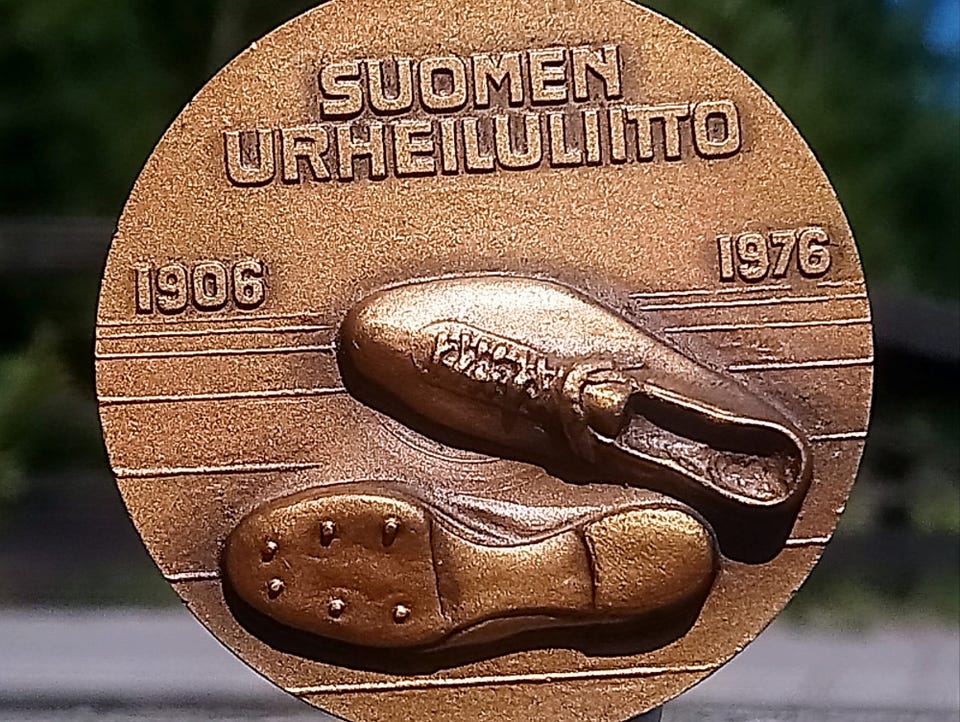 SUOMEN
URHEILULIITTO
1906
1976